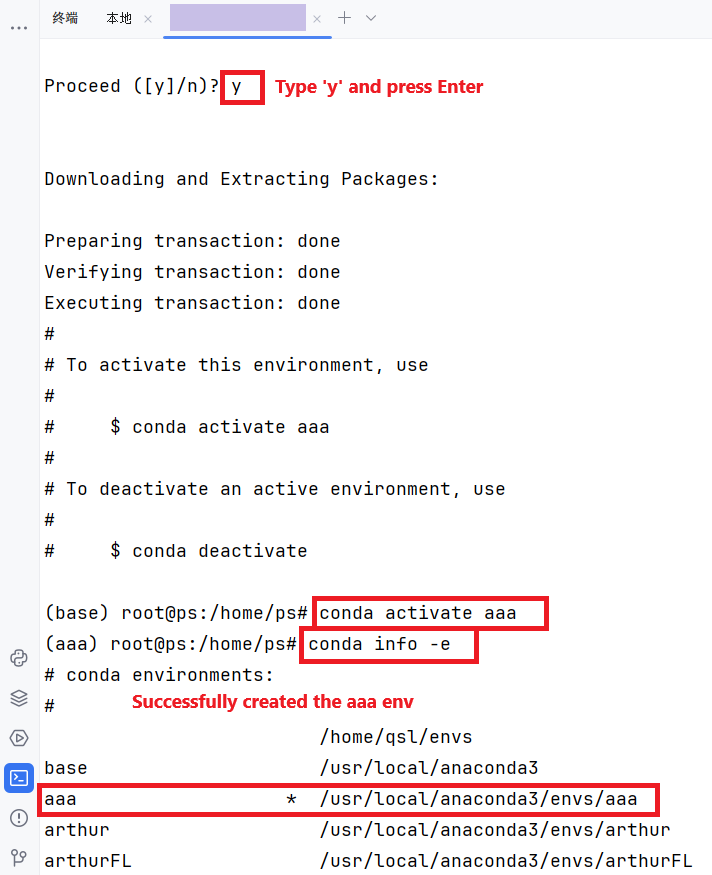 终端 本地
Proceed ([y]/n)? y Type 'y' and press Enter
Downloading and Extracting Packages:
Preparing transaction: done
Verifying transaction: done
Executing transaction: done
#
# To activate this environment, use
#
#     $ conda activate aaa
#
# To deactivate an active environment, use
#
#     $ conda deactivate
(base) root@ps:/home/ps# conda activate aaa
(aaa) root@ps:/home/ps# conda info -e
# conda environments:
# Successfully created the aaa env
/home/qsl/envs
base /usr/local/anaconda3
aaa * /usr/local/anaconda3/envs/aaa
arthur /usr/local/anaconda3/envs/arthur
arthurFL /usr/local/anaconda3/envs/arthurFL